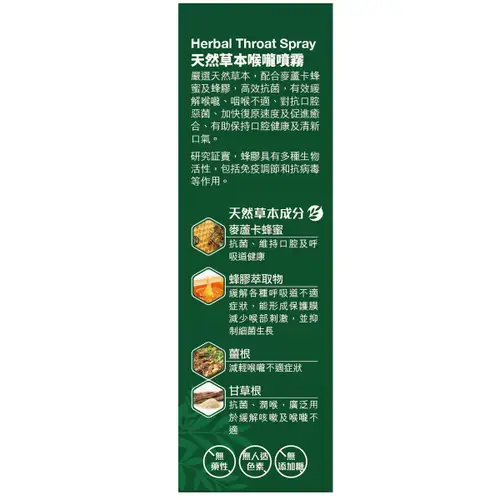 Herbal Throat Spray
天然草本喉嚨噴霧
嚴選天然草本，配合麥蘆卡蜂
蜜及蜂膠，高效抗菌，有效緩
解喉嚨、咽喉不適、對抗口腔
惡菌、加快復原速度及促進癒
合、有助保持口腔健康及清新
口氣。
研究証實，蜂膠具有多種生物
活性，包括免疫調節和抗病毒
等作用。
天然草本成分
麥蘆卡蜂蜜
抗菌、維持口腔及呼
吸道健康
蜂膠萃取物
緩解各種呼吸道不適
症狀，能形成保護膜
減少喉部刺激，並抑
制細菌生長
薑根
減輕喉嚨不適症狀
甘草根
抗菌、潤喉，廣泛用
於緩解咳嗽及喉嚨不
適
無
藥性
無人造
色素
無
添加糖